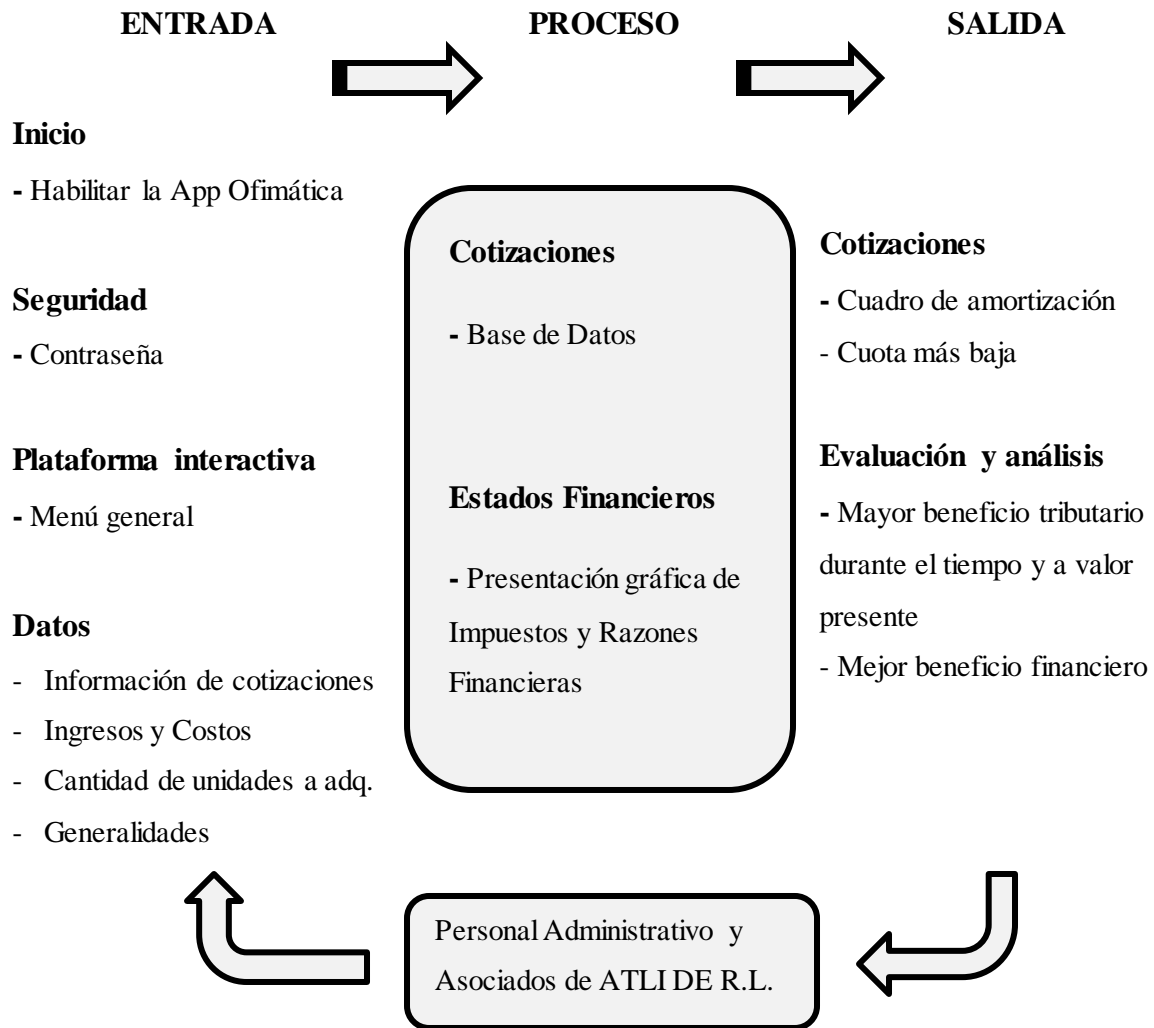 ENTRADA
PROCESO
SALIDA
Inicio
- Habilitar la App Ofimática
Seguridad
- Contraseña
Plataforma interactiva
- Menú general
Datos
- Información de cotizaciones
- Ingresos y Costos
- Cantidad de unidades a adq.
- Generalidades
Cotizaciones
- Base de Datos
Estados Financieros
- Presentación gráfica de
Impuestos y Razones
Financieras
Cotizaciones
- Cuadro de amortización
- Cuota más baja
Evaluación y análisis
- Mayor beneficio tributario
durante el tiempo y a valor
presente
- Mejor beneficio financiero
Personal Administrativo y
Asociados de ATLI DE R.L.